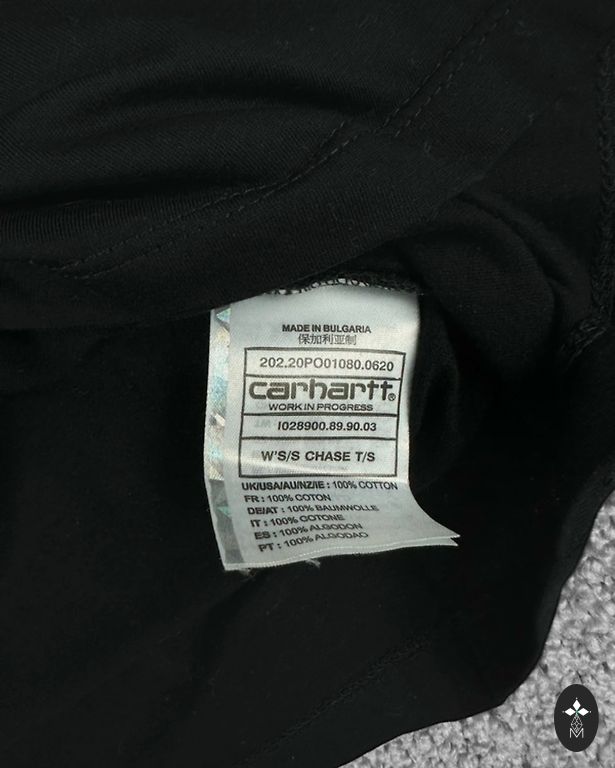 MADE IN BULGARIA
保加利亚制
202.20PO01080.0620
carhartt®
WORK IN PROGRESS
I028900.89.90.03
W'S/S CHASE T/S
UK/USA/AU/NZ/IE : 100% COTTON
FR : 100% COTON
DE/AT : 100% BAUMWOLLE
IT : 100% COTONE
ES : 100% ALGODON
PT : 100% ALGODAO
M